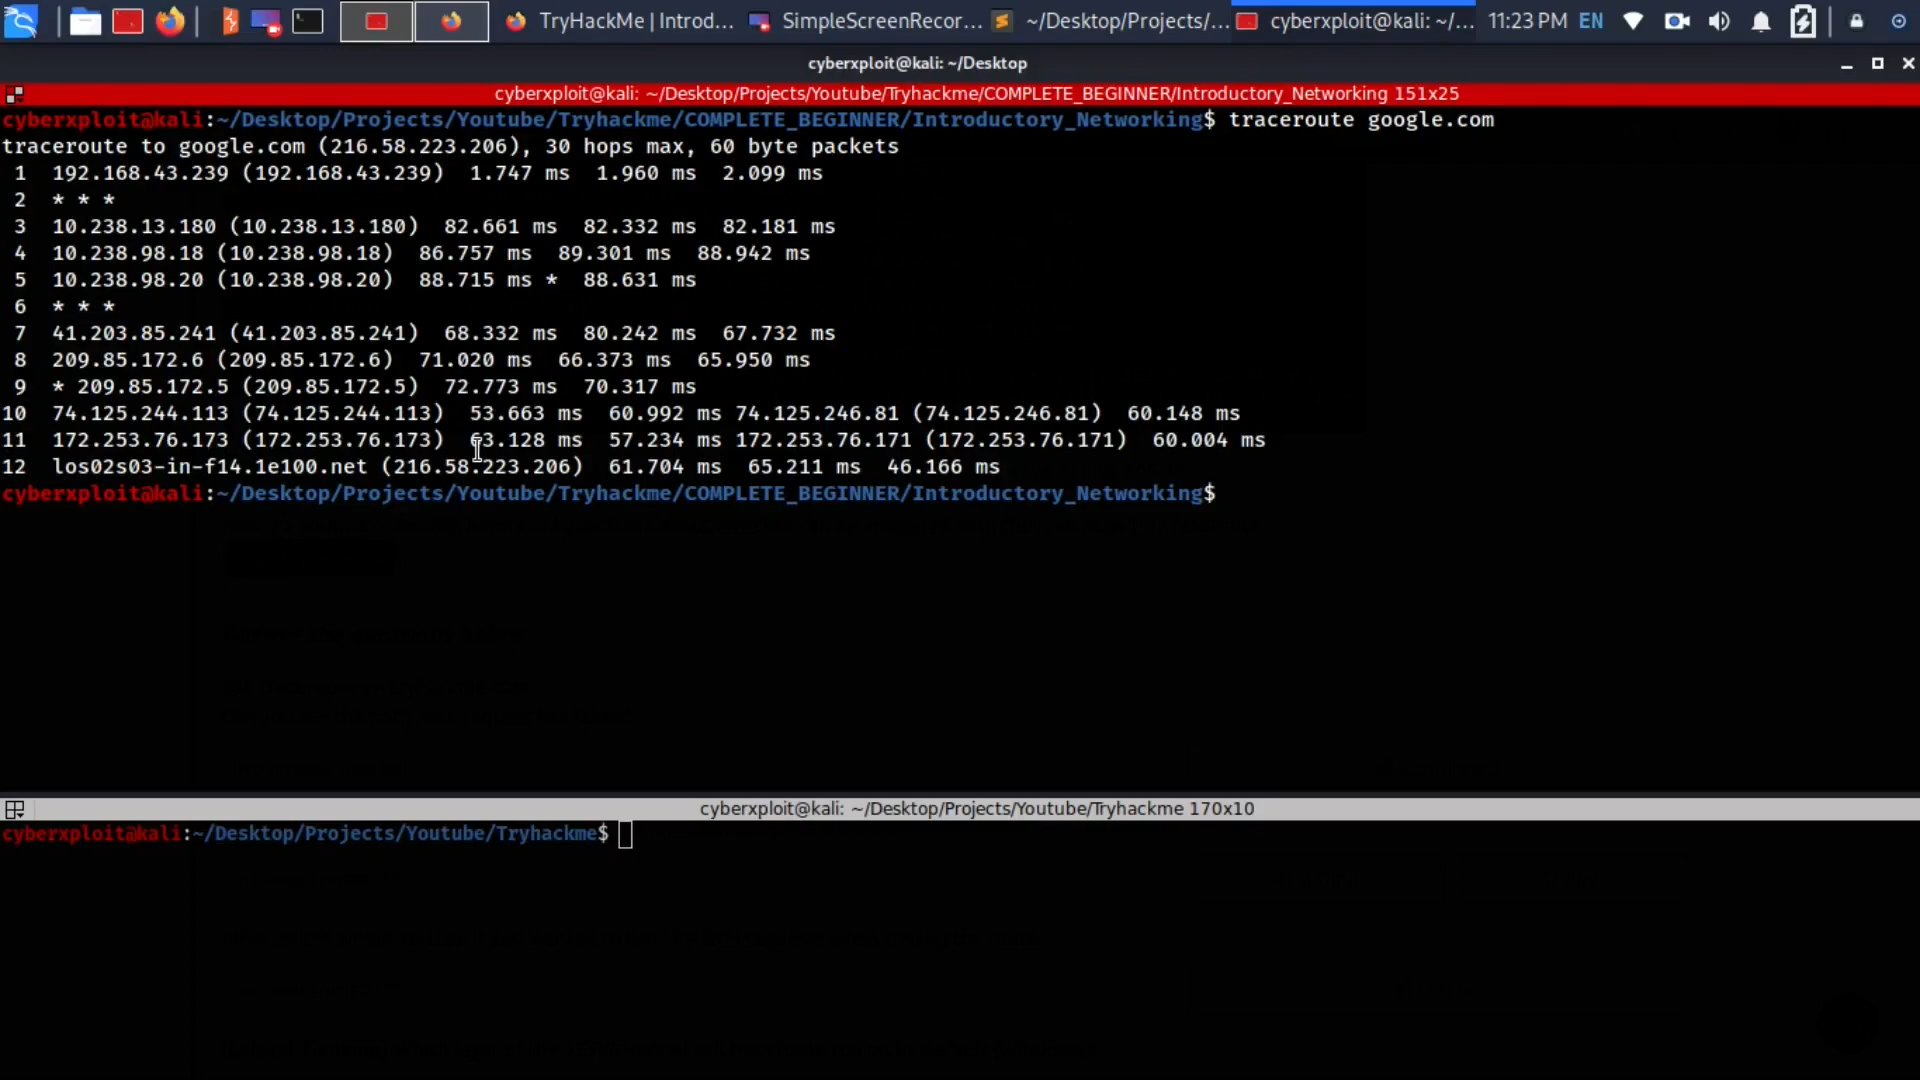 TryHackMe | Introd... SimpleScreenRecor... ~/Desktop/Projects/... cyberxploit@kali: ~/... 11:23 PM EN
cyberxploit@kali: ~/Desktop
cyberxploit@kali: ~/Desktop/Projects/Youtube/Tryhackme/COMPLETE_BEGINNER/Introductory_Networking 151x25
cyberxploit@kali:~/Desktop/Projects/Youtube/Tryhackme/COMPLETE_BEGINNER/Introductory_Networking$ traceroute google.com
traceroute to google.com (216.58.223.206), 30 hops max, 60 byte packets
1 192.168.43.239 (192.168.43.239) 1.747 ms 1.960 ms 2.099 ms
2 * * *
3 10.238.13.180 (10.238.13.180) 82.661 ms 82.332 ms 82.181 ms
4 10.238.98.18 (10.238.98.18) 86.757 ms 89.301 ms 88.942 ms
5 10.238.98.20 (10.238.98.20) 88.715 ms * 88.631 ms
6 * * *
7 41.203.85.241 (41.203.85.241) 68.332 ms 80.242 ms 67.732 ms
8 209.85.172.6 (209.85.172.6) 71.020 ms 66.373 ms 65.950 ms
9 * 209.85.172.5 (209.85.172.5) 72.773 ms 70.317 ms
10 74.125.244.113 (74.125.244.113) 53.663 ms 60.992 ms 74.125.246.81 (74.125.246.81) 60.148 ms
11 172.253.76.173 (172.253.76.173) 63.128 ms 57.234 ms 172.253.76.171 (172.253.76.171) 60.004 ms
12 los02s03-in-f14.1e100.net (216.58.223.206) 61.704 ms 65.211 ms 46.166 ms
cyberxploit@kali:~/Desktop/Projects/Youtube/Tryhackme/COMPLETE_BEGINNER/Introductory_Networking$
cyberxploit@kali: ~/Desktop/Projects/Youtube/Tryhackme 170x10
cyberxploit@kali:~/Desktop/Projects/Youtube/Tryhackme$